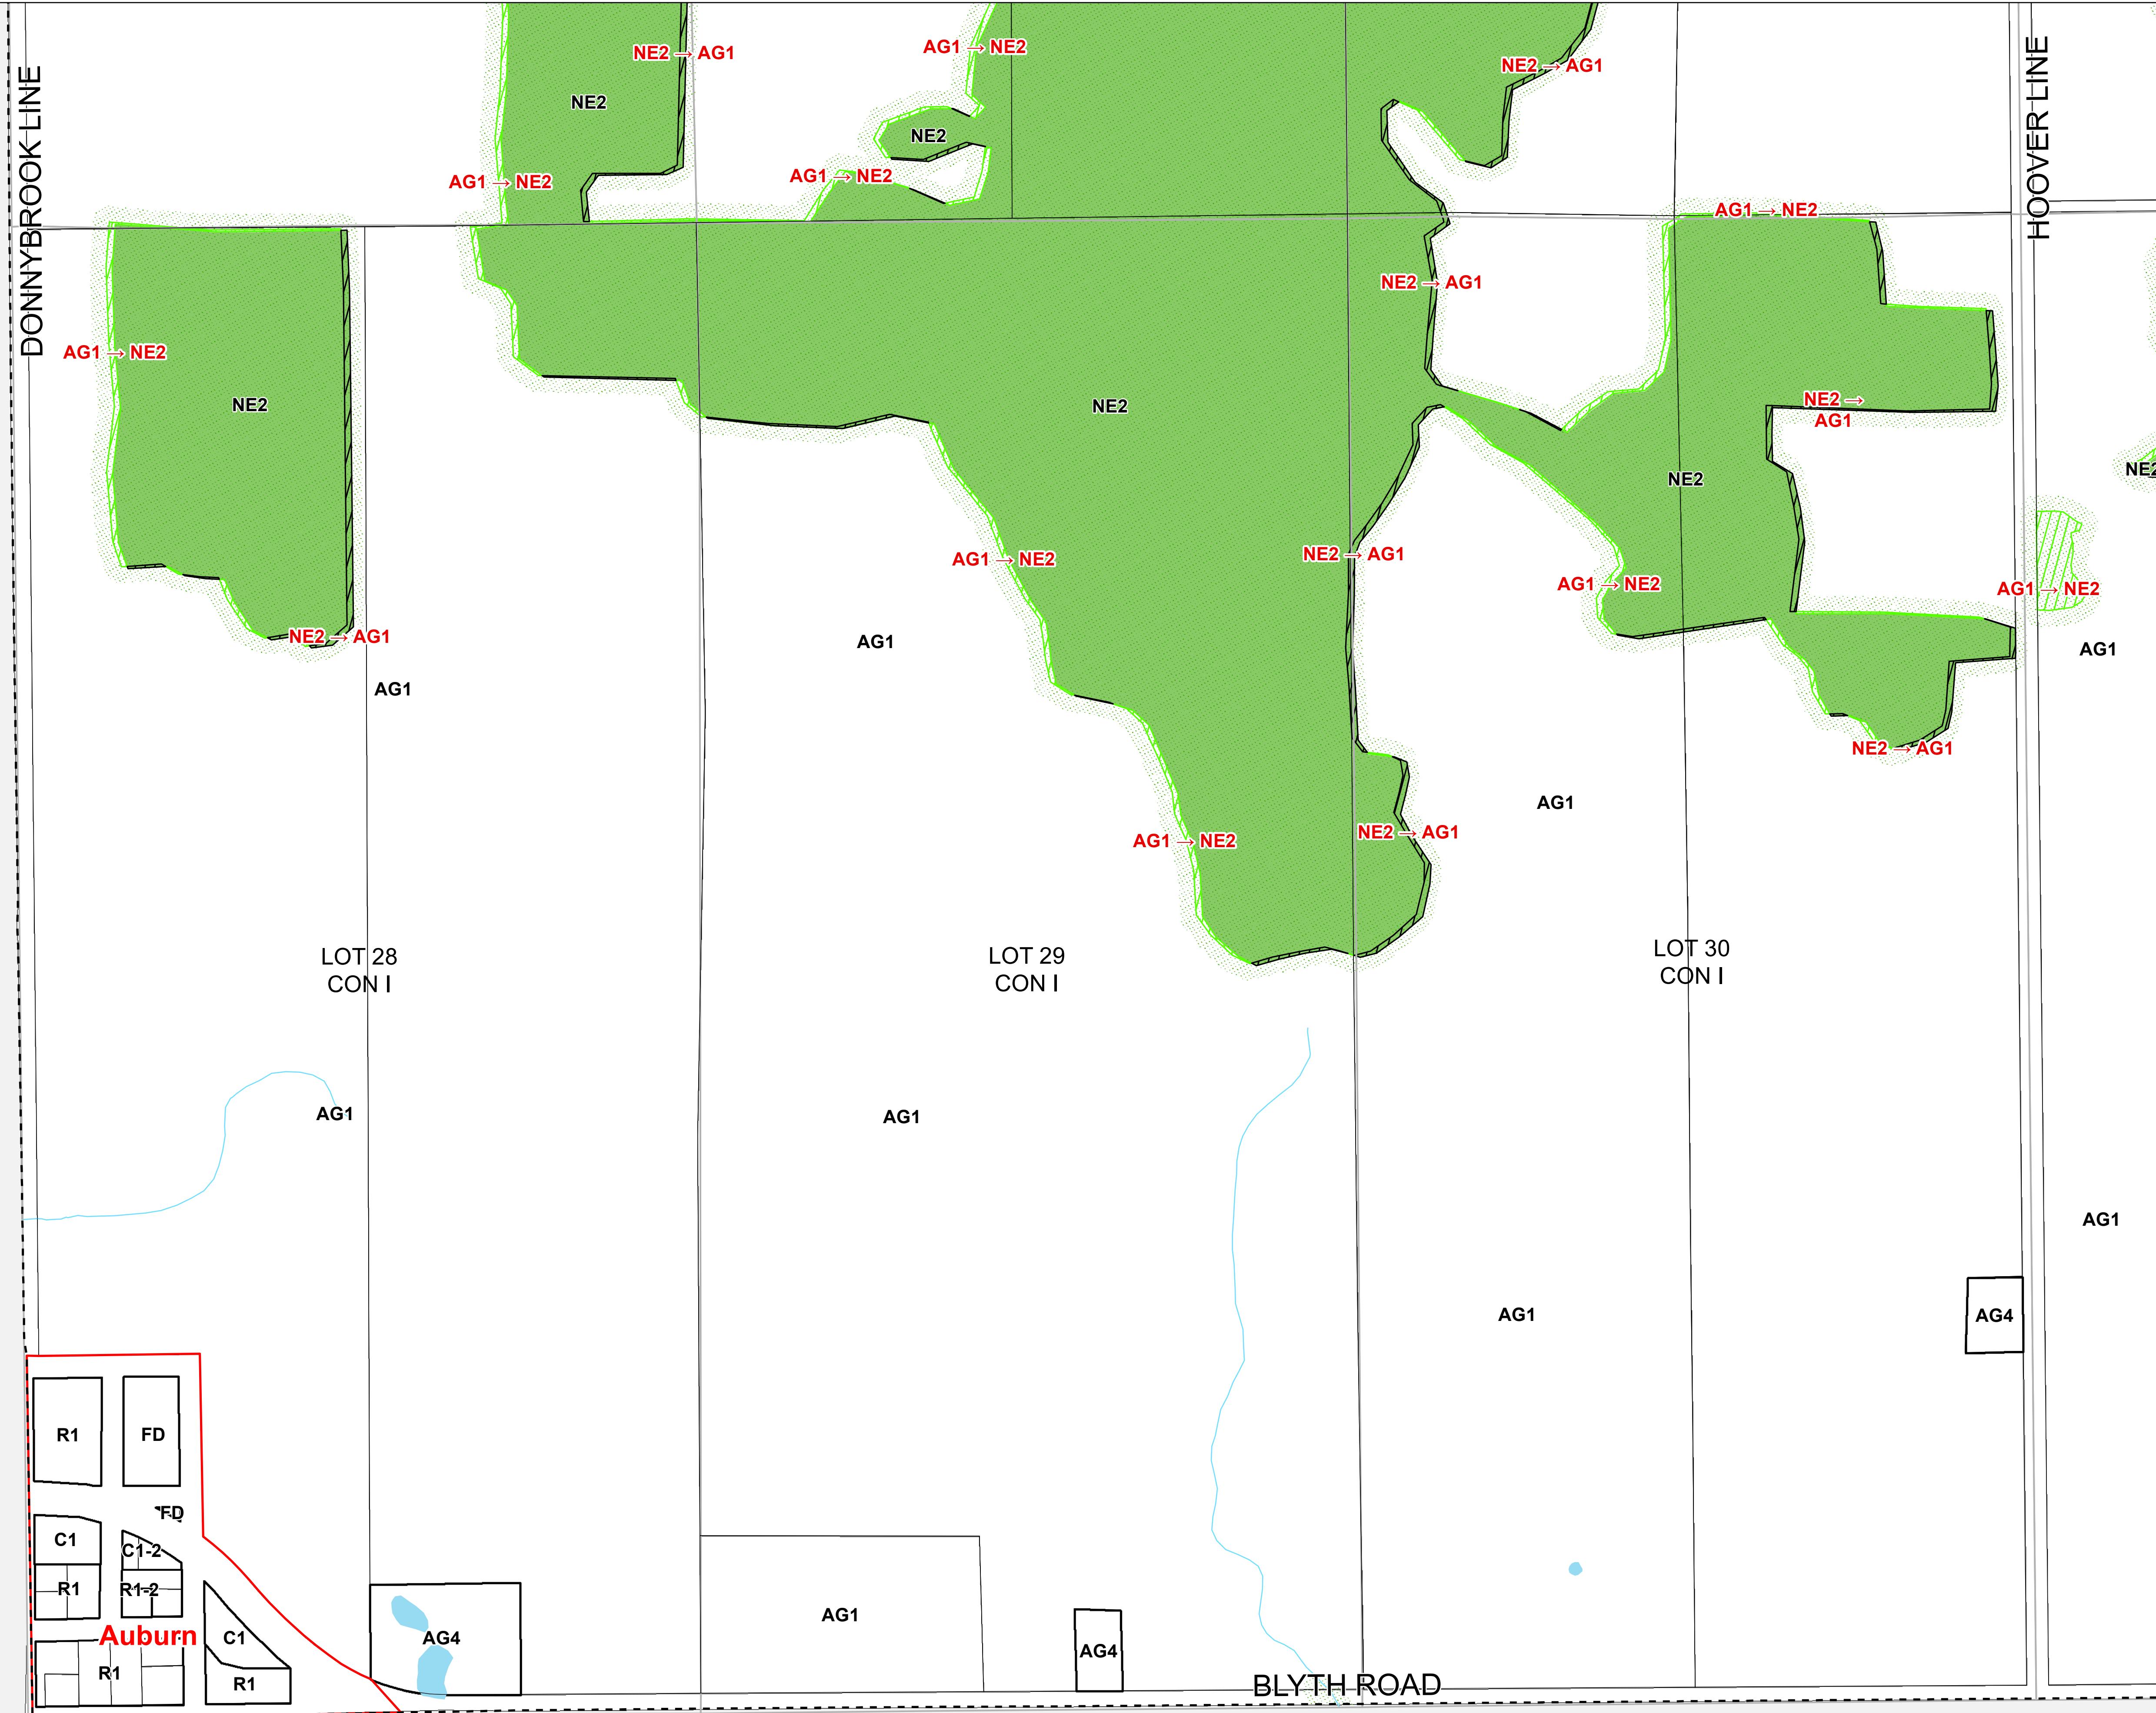 DONNYBROOK LINE
HOOVER LINE
NE2 → AG1
AG1 → NE2
NE2 → AG1
NE2
NE2
AG1 → NE2
AG1 → NE2
AG1 → NE2
NE2 → AG1
AG1 → NE2
NE2
NE2
NE2 →
AG1
NE2
NE2
AG1 → NE2
NE2 → AG1
AG1 → NE2
AG1 → NE2
NE2 → AG1
AG1
AG1
AG1
NE2 → AG1
AG1
AG1 → NE2
NE2 → AG1
LOT 28
CON I
LOT 29
CON I
LOT 30
CON I
AG1
AG1
AG1
AG1
AG4
R1
FD
FD
C1
C1-2
R1
R1-2
Auburn
C1
R1
R1
AG4
AG1
AG4
BLYTH ROAD